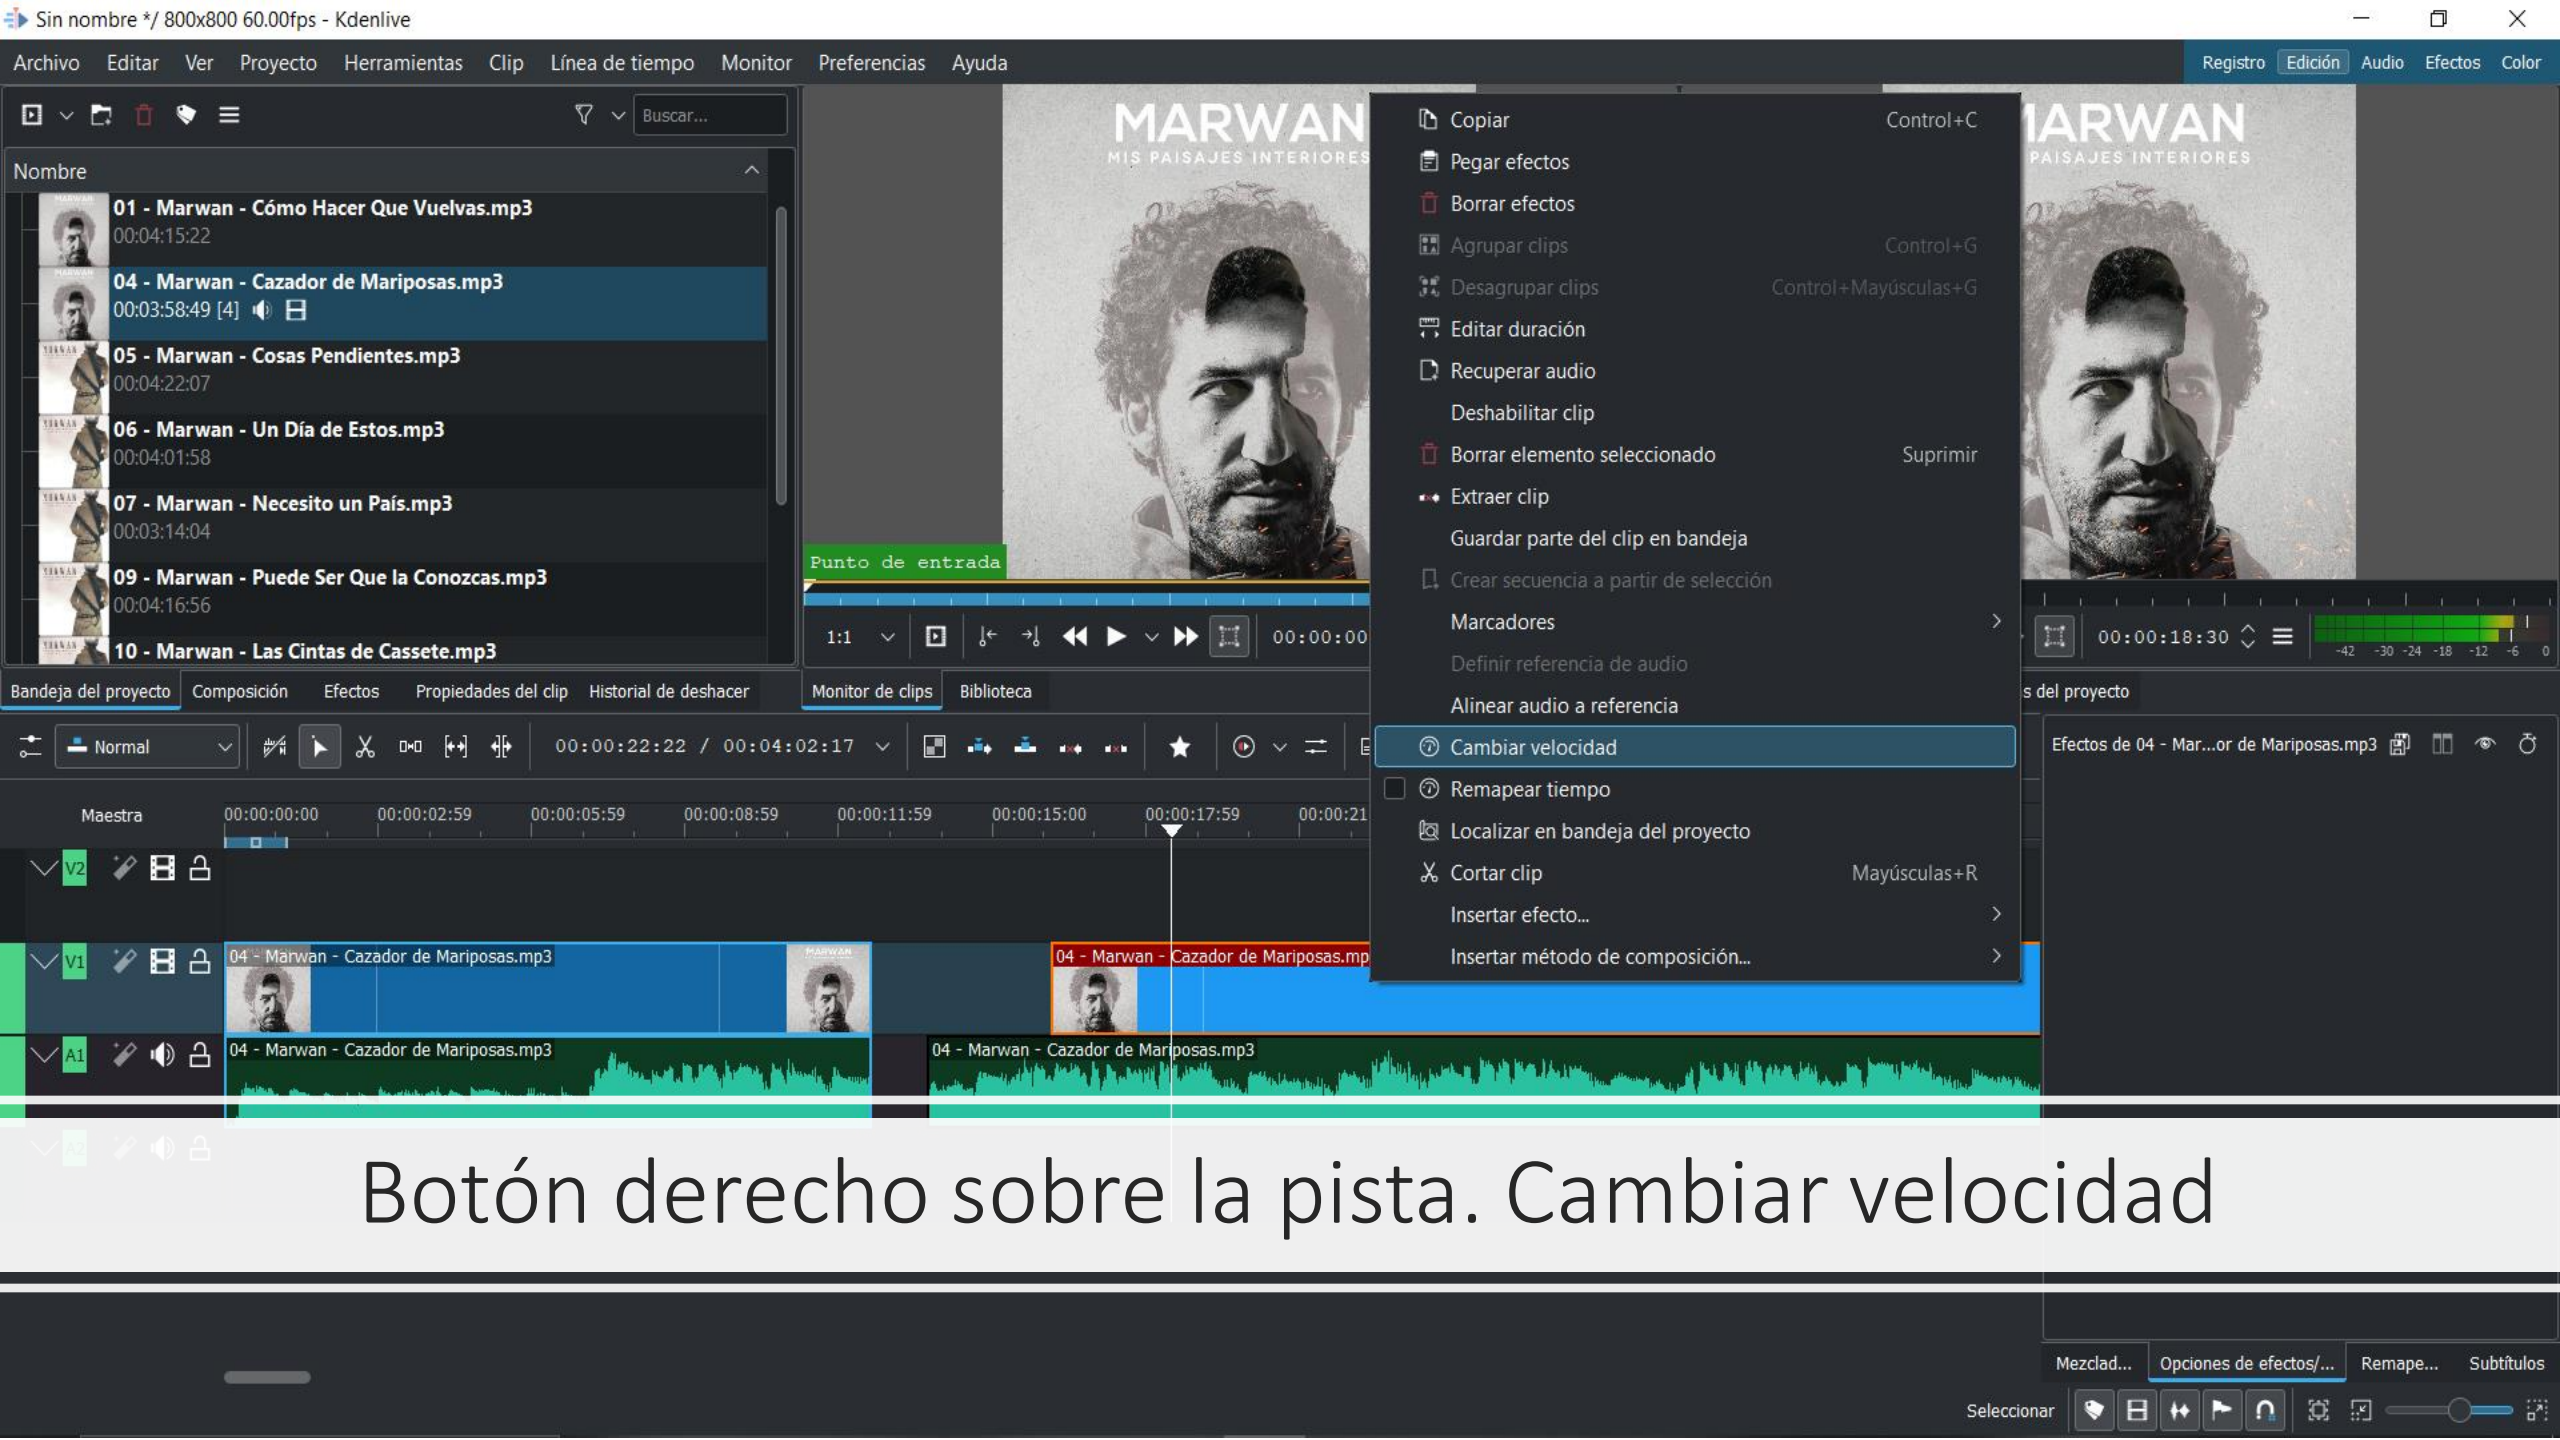 Sin nombre */ 800x800 60.00fps - Kdenlive
Archivo Editar Ver Proyecto Herramientas Clip Línea de tiempo Monitor Preferencias Ayuda
Registro Edición Audio Efectos Color
Buscar...
Nombre
01 - Marwan - Cómo Hacer Que Vuelvas.mp3
00:04:15:22
04 - Marwan - Cazador de Mariposas.mp3
00:03:58:49 [4]
05 - Marwan - Cosas Pendientes.mp3
00:04:22:07
06 - Marwan - Un Día de Estos.mp3
00:04:01:58
07 - Marwan - Necesito un País.mp3
00:03:14:04
09 - Marwan - Puede Ser Que la Conozcas.mp3
00:04:16:56
10 - Marwan - Las Cintas de Cassete.mp3
MARWAN
MIS PAISAJES INTERIORES
Punto de entrada
1:1
00:00:00
Copiar Control+C
Pegar efectos
Borrar efectos
Agrupar clips Control+G
Desagrupar clips Control+Mayúsculas+G
Editar duración
Recuperar audio
Deshabilitar clip
Borrar elemento seleccionado Suprimir
Extraer clip
Guardar parte del clip en bandeja
Crear secuencia a partir de selección
Marcadores
Definir referencia de audio
Alinear audio a referencia
Cambiar velocidad
Remapear tiempo
Localizar en bandeja del proyecto
Cortar clip Mayúsculas+R
Insertar efecto...
Insertar método de composición...
ARWAN
PAISAJES INTERIORES
00:00:18:30
-42 -30 -24 -18 -12 -6 0
Bandeja del proyecto Composición Efectos Propiedades del clip Historial de deshacer
Monitor de clips Biblioteca
s del proyecto
Normal
00:00:22:22 / 00:04:02:17
Efectos de 04 - Mar...or de Mariposas.mp3
Maestra
00:00:00:00 00:00:02:59 00:00:05:59 00:00:08:59 00:00:11:59 00:00:15:00 00:00:17:59 00:00:21
V2
V1
04 - Marwan - Cazador de Mariposas.mp3
MARWAN
04 - Marwan - Cazador de Mariposas.mp
A1
04 - Marwan - Cazador de Mariposas.mp3
04 - Marwan - Cazador de Mariposas.mp3
A2
Botón derecho sobre la pista. Cambiar velocidad
Mezclad... Opciones de efectos/... Remape... Subtítulos
Seleccionar